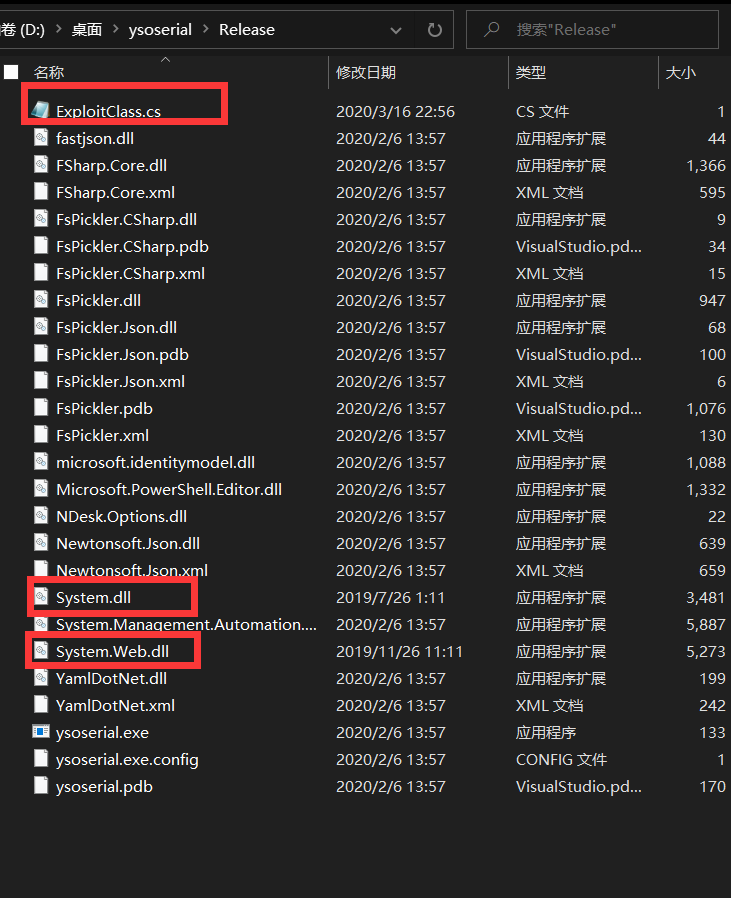 卷 (D:) > 桌面 > ysoserial > Release 搜索"Release"
名称 修改日期 类型 大小
ExploitClass.cs 2020/3/16 22:56 CS 文件 1
fastjson.dll 2020/2/6 13:57 应用程序扩展 44
FSharp.Core.dll 2020/2/6 13:57 应用程序扩展 1,366
FSharp.Core.xml 2020/2/6 13:57 XML 文档 595
FsPickler.CSharp.dll 2020/2/6 13:57 应用程序扩展 9
FsPickler.CSharp.pdb 2020/2/6 13:57 VisualStudio.pd... 34
FsPickler.CSharp.xml 2020/2/6 13:57 XML 文档 15
FsPickler.dll 2020/2/6 13:57 应用程序扩展 947
FsPickler.Json.dll 2020/2/6 13:57 应用程序扩展 68
FsPickler.Json.pdb 2020/2/6 13:57 VisualStudio.pd... 100
FsPickler.Json.xml 2020/2/6 13:57 XML 文档 6
FsPickler.pdb 2020/2/6 13:57 VisualStudio.pd... 1,076
FsPickler.xml 2020/2/6 13:57 XML 文档 130
microsoft.identitymodel.dll 2020/2/6 13:57 应用程序扩展 1,088
Microsoft.PowerShell.Editor.dll 2020/2/6 13:57 应用程序扩展 1,332
NDesk.Options.dll 2020/2/6 13:57 应用程序扩展 22
Newtonsoft.Json.dll 2020/2/6 13:57 应用程序扩展 639
Newtonsoft.Json.xml 2020/2/6 13:57 XML 文档 659
System.dll 2019/7/26 1:11 应用程序扩展 3,481
System.Management.Automation.... 2020/2/6 13:57 应用程序扩展 5,887
System.Web.dll 2019/11/26 11:11 应用程序扩展 5,273
YamlDotNet.dll 2020/2/6 13:57 应用程序扩展 199
YamlDotNet.xml 2020/2/6 13:57 XML 文档 242
ysoserial.exe 2020/2/6 13:57 应用程序 133
ysoserial.exe.config 2020/2/6 13:57 CONFIG 文件 1
ysoserial.pdb 2020/2/6 13:57 VisualStudio.pd... 170